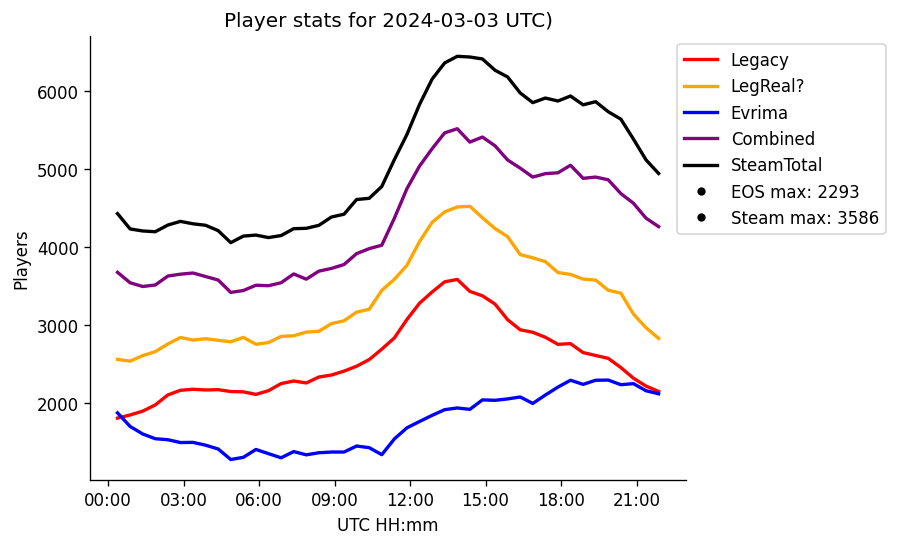 Player stats for 2024-03-03 UTC)
Players
6000
5000
4000
3000
2000
00:00 03:00 06:00 09:00 12:00 15:00 18:00 21:00
UTC HH:mm
Legacy
LegReal?
Evrima
Combined
SteamTotal
EOS max: 2293
Steam max: 3586